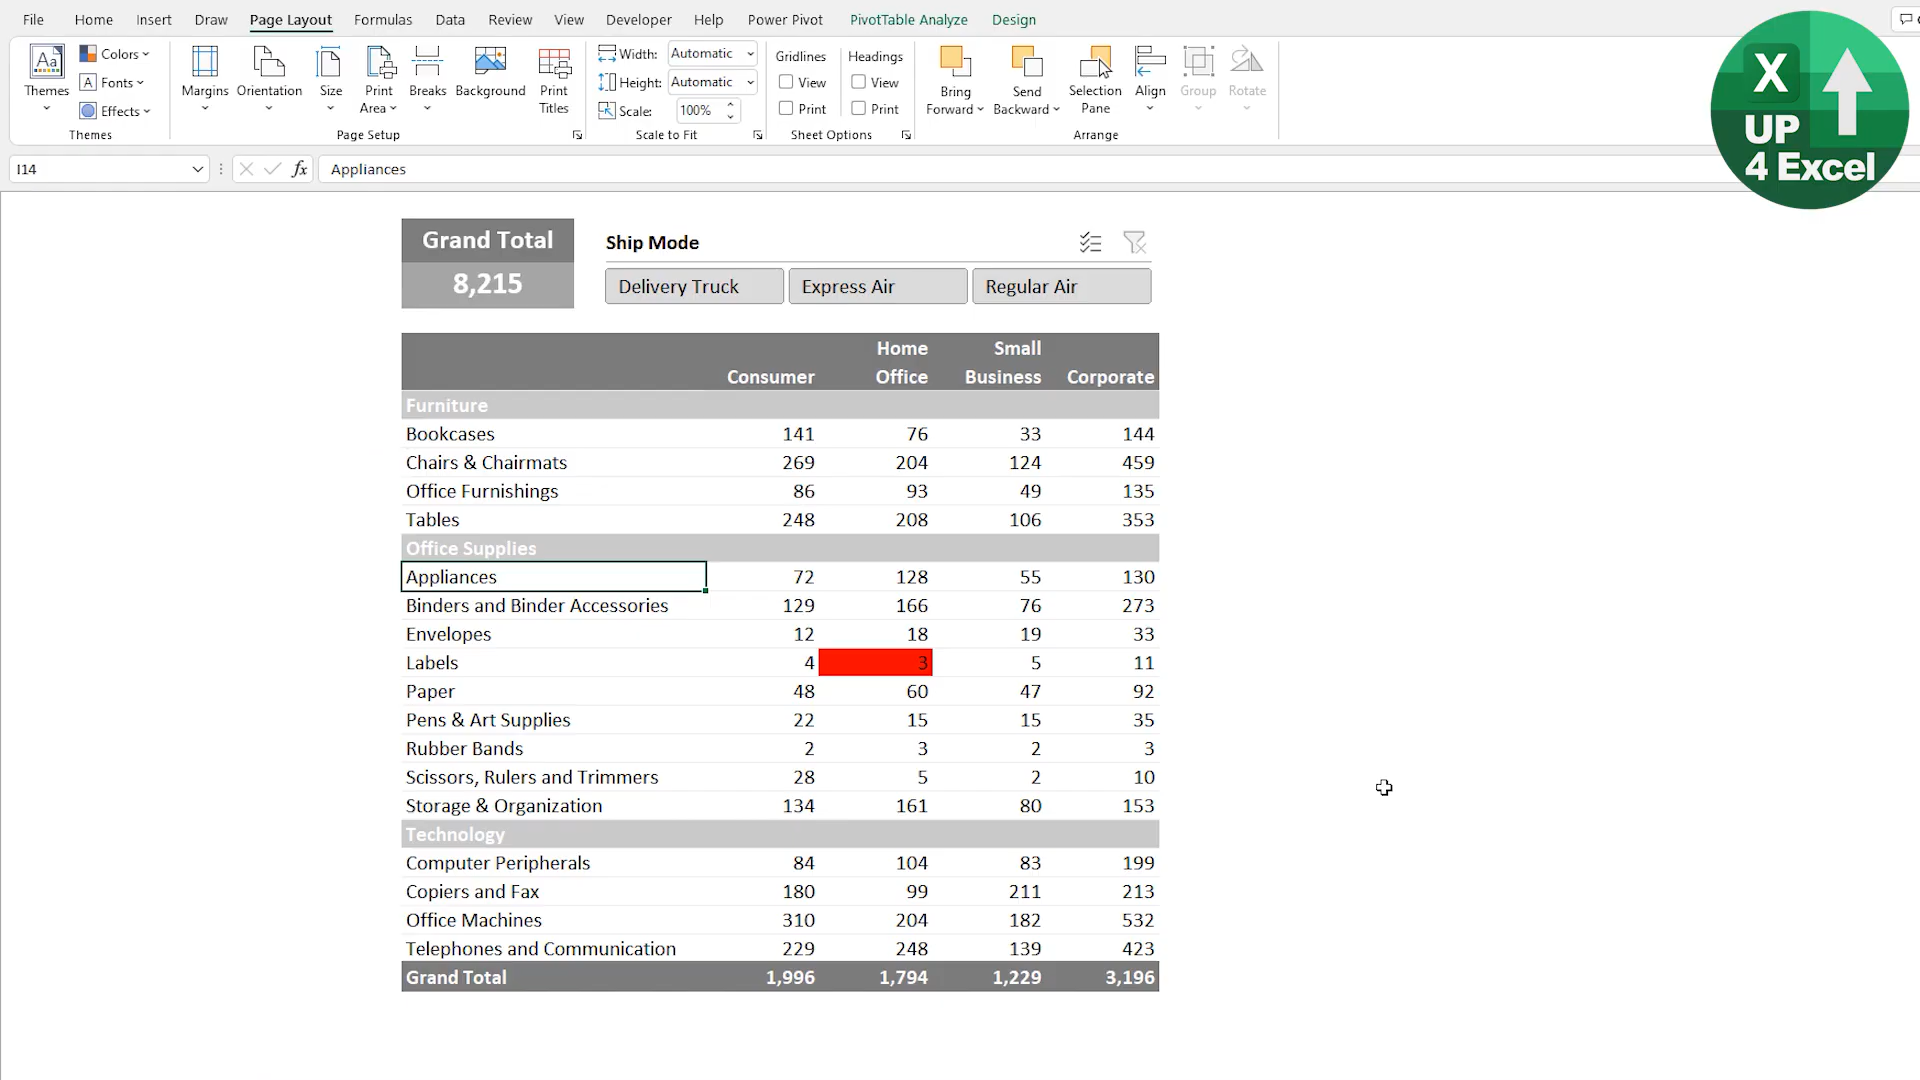 File Home Insert Draw Page Layout Formulas Data Review View Developer Help Power Pivot PivotTable Analyze Design
Aa
Themes
Colors
Fonts
Effects
Themes
Margins
Orientation
Size
Print
Area
Breaks
Background
Print
Titles
Page Setup
Width: Automatic
Height: Automatic
Scale: 100%
Scale to Fit
Gridlines
View
Print
Headings
View
Print
Sheet Options
Bring
Forward
Send
Backward
Selection
Pane
Align
Group
Rotate
Arrange
X
UP
4 Excel
I14 fx Appliances
Grand Total
8,215
Ship Mode
Delivery Truck Express Air Regular Air
Home Small
Consumer Office Business Corporate
Furniture
Bookcases 141 76 33 144
Chairs & Chairmats 269 204 124 459
Office Furnishings 86 93 49 135
Tables 248 208 106 353
Office Supplies
Appliances 72 128 55 130
Binders and Binder Accessories 129 166 76 273
Envelopes 12 18 19 33
Labels 4 3 5 11
Paper 48 60 47 92
Pens & Art Supplies 22 15 15 35
Rubber Bands 2 3 2 3
Scissors, Rulers and Trimmers 28 5 2 10
Storage & Organization 134 161 80 153
Technology
Computer Peripherals 84 104 83 199
Copiers and Fax 180 99 211 213
Office Machines 310 204 182 532
Telephones and Communication 229 248 139 423
Grand Total 1,996 1,794 1,229 3,196